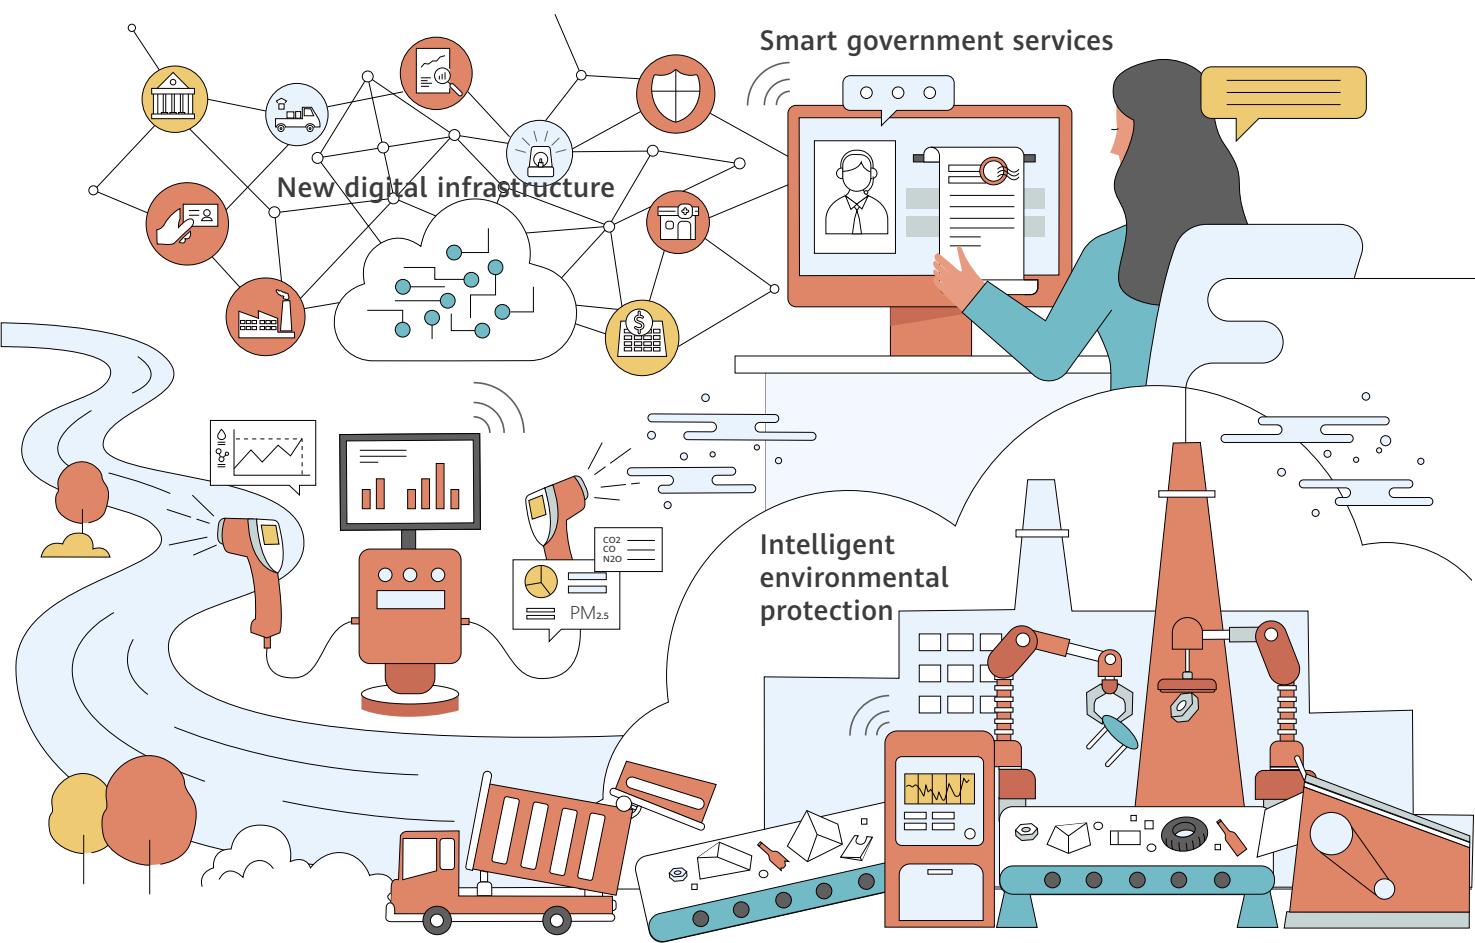 Smart government services
New digital infrastructure
$
CO2
CO
N2O
PM2.5
Intelligent
environmental
protection